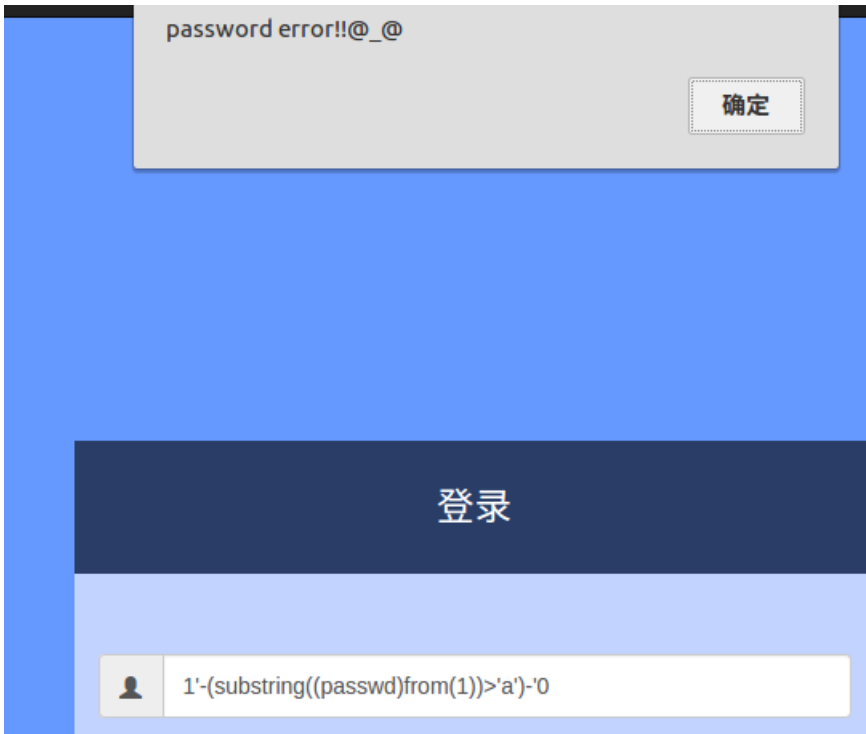 password error!!@_@
确定
登录
1'-(substring((passwd)from(1))>'a')-'0